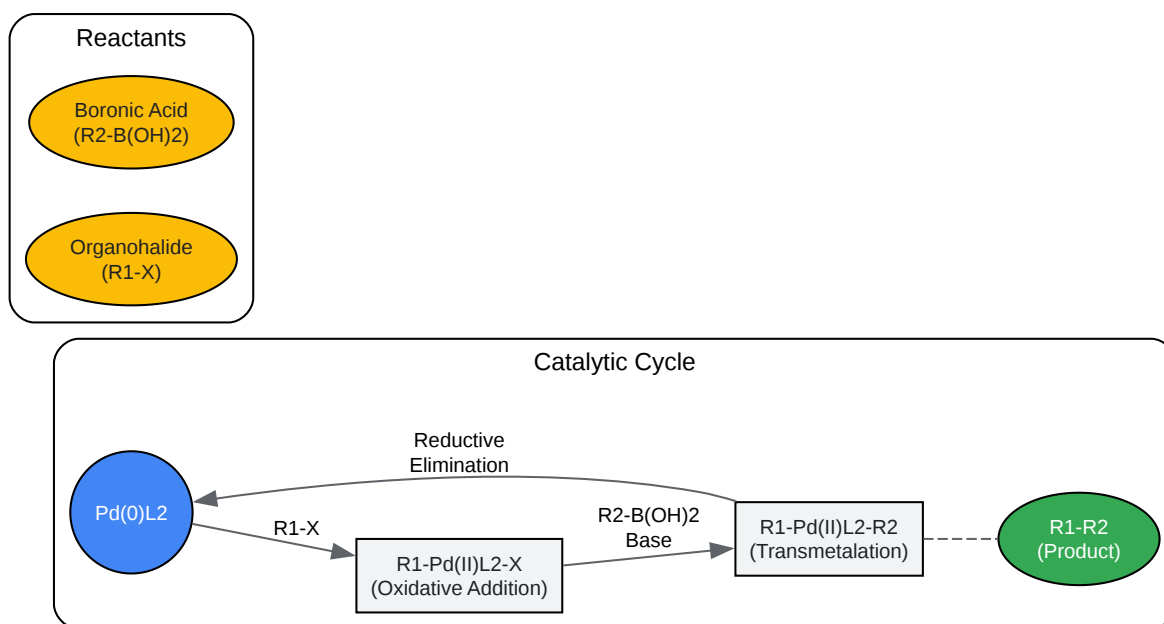 Reactants
Boronic Acid
(R2-B(OH)2)
Organohalide
(R1-X)
Catalytic Cycle
Reductive
Elimination
Pd(0)L2
R1-X
R1-Pd(II)L2-X
(Oxidative Addition)
R2-B(OH)2
Base
R1-Pd(II)L2-R2
(Transmetalation)
R1-R2
(Product)